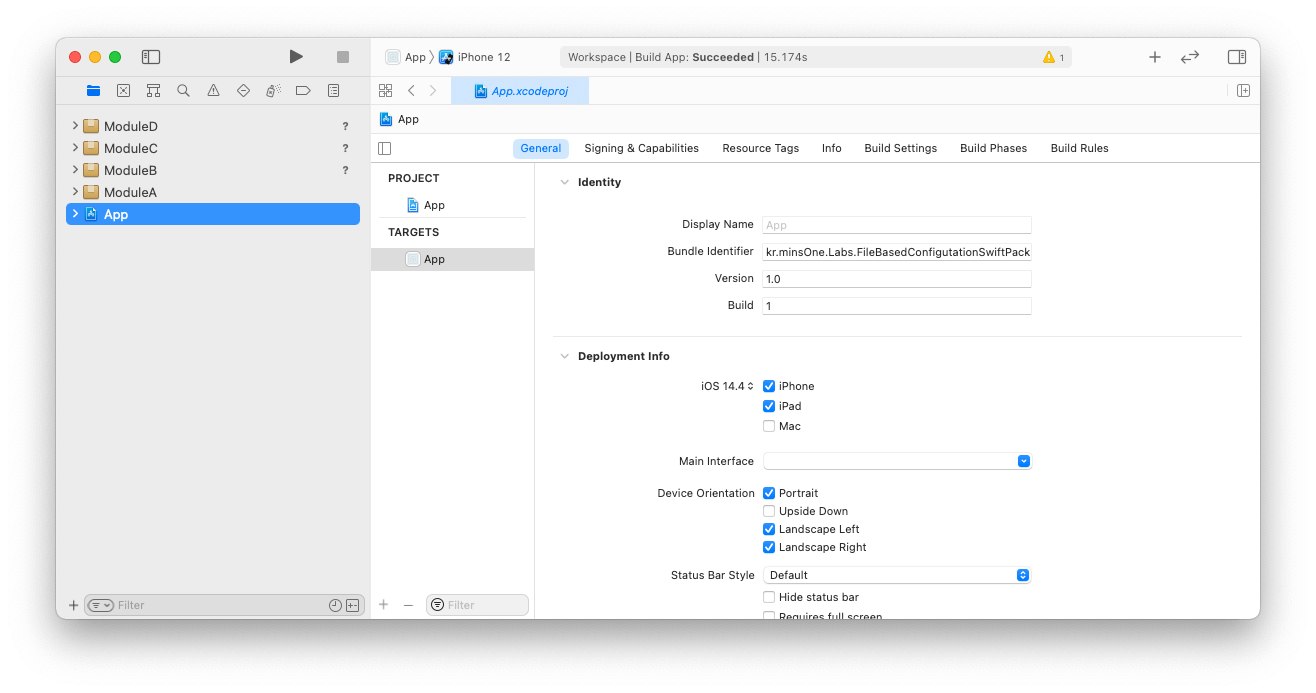 App 〉 iPhone 12
Workspace | Build App: Succeeded | 15.174s
1
App.xcodeproj
ModuleD ?
ModuleC ?
ModuleB ?
ModuleA
App
Filter
App
General Signing & Capabilities Resource Tags Info Build Settings Build Phases Build Rules
PROJECT
App
TARGETS
App
Filter
Identity
Display Name App
Bundle Identifier kr.minsOne.Labs.FileBasedConfigutationSwiftPack
Version 1.0
Build 1
Deployment Info
iOS 14.4 iPhone
iPad
Mac
Main Interface
Device Orientation Portrait
Upside Down
Landscape Left
Landscape Right
Status Bar Style Default
Hide status bar
Requires full screen